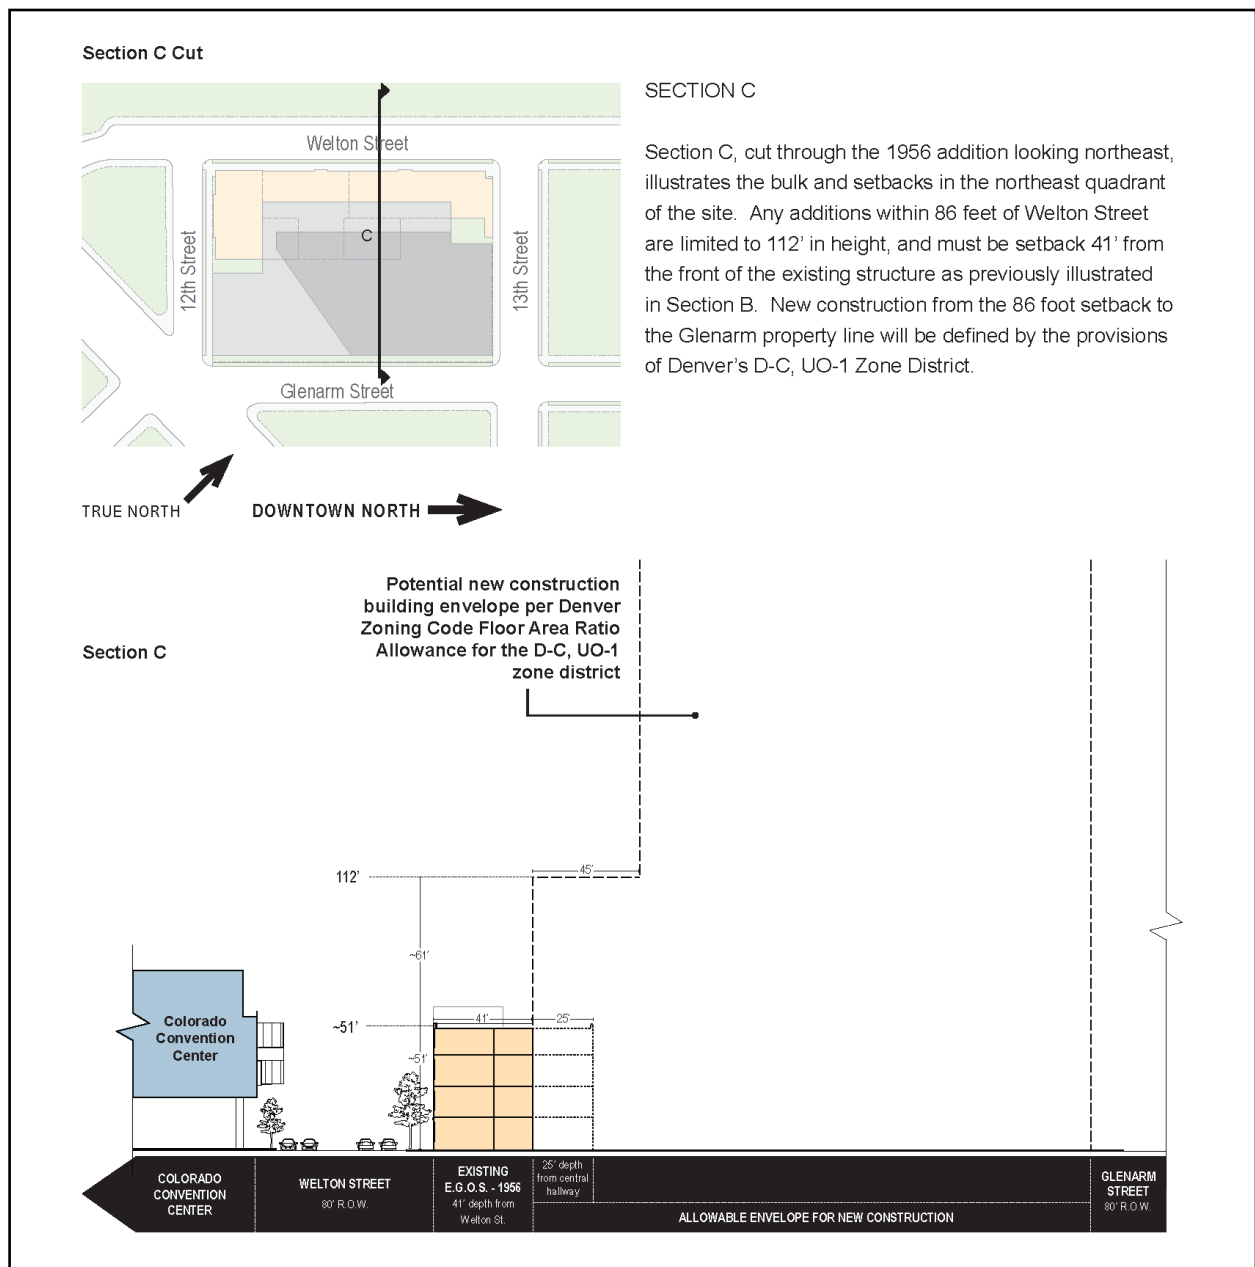 Section C Cut
Welton Street
12th Street
C
13th Street
Glenarm Street
TRUE NORTH
DOWNTOWN NORTH
SECTION C
Section C, cut through the 1956 addition looking northeast,
illustrates the bulk and setbacks in the northeast quadrant
of the site.  Any additions within 86 feet of Welton Street
are limited to 112' in height, and must be setback 41' from
the front of the existing structure as previously illustrated
in Section B.  New construction from the 86 foot setback to
the Glenarm property line will be defined by the provisions
of Denver's D-C, UO-1 Zone District.
Potential new construction
building envelope per Denver
Zoning Code Floor Area Ratio
Allowance for the D-C, UO-1
zone district
Section C
112'
45'
~61'
~51'
41'
25'
~51'
Colorado
Convention
Center
COLORADO
CONVENTION
CENTER
WELTON STREET
80' R.O.W.
EXISTING
E.G.O.S. - 1956
41' depth from
Welton St.
25' depth
from central
hallway
ALLOWABLE ENVELOPE FOR NEW CONSTRUCTION
GLENARM
STREET
80' R.O.W.